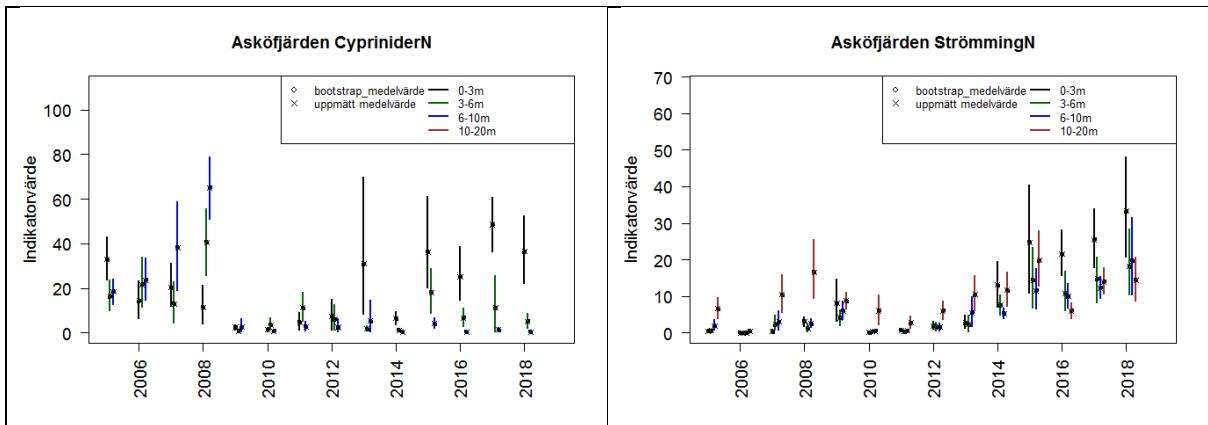 Asköfjärden CypriniderN
bootstrap_medelvärde
uppmätt medelvärde
0-3m
3-6m
6-10m
10-20m
Indikatorvärde
100
80
60
40
20
0
2006
2008
2010
2012
2014
2016
2018
Asköfjärden StrömmingN
bootstrap_medelvärde
uppmätt medelvärde
0-3m
3-6m
6-10m
10-20m
Indikatorvärde
70
60
50
40
30
20
10
0
2006
2008
2010
2012
2014
2016
2018